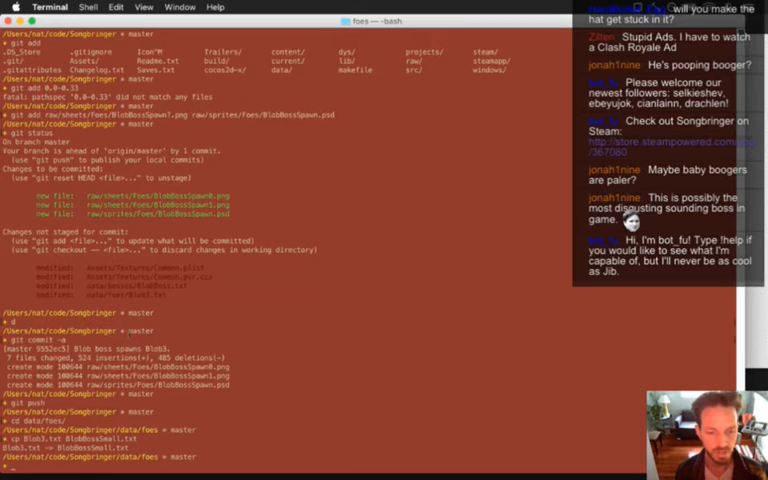 Shell Edit View Window Help
foes — -bash
/Users/nat/code/Songbringer * master
* git add
.DS_Store .gitignore Icon^M Trailers/ content/ dys/ projects/ steam/
.git/ Assets/ Readme.txt build/ current/ lib/ raw/ steamapp/
.gitattributes Changelog.txt Saves.txt cocos2d-x/ data/ makefile src/ windows/
/Users/nat/code/Songbringer * master
* git add 0.0-0.33
fatal: pathspec '0.0-0.33' did not match any files
/Users/nat/code/Songbringer * master
* git add raw/sheets/Foes/BlobBossSpawn?.png raw/sprites/Foes/BlobBossSpawn.psd
/Users/nat/code/Songbringer * master
* git status
On branch master
Your branch is ahead of 'origin/master' by 1 commit.
(use "git push" to publish your local commits)
Changes to be committed:
(use "git reset HEAD <file>..." to unstage)
new file: raw/sheets/Foes/BlobBossSpawn0.png
new file: raw/sheets/Foes/BlobBossSpawn1.png
new file: raw/sprites/Foes/BlobBossSpawn.psd
Changes not staged for commit:
(use "git add <file>..." to update what will be committed)
(use "git checkout -- <file>..." to discard changes in working directory)
modified: Assets/Textures/Common.plist
modified: Assets/Textures/Common.pvr.ccz
modified: data/bosses/BlobBoss.txt
modified: data/foes/Blob3.txt
/Users/nat/code/Songbringer * master
* d
/Users/nat/code/Songbringer * master
* git commit -a
[master 9552ec5] Blob boss spawns Blob3.
7 files changed, 524 insertions(+), 485 deletions(-)
create mode 100644 raw/sheets/Foes/BlobBossSpawn0.png
create mode 100644 raw/sheets/Foes/BlobBossSpawn1.png
create mode 100644 raw/sprites/Foes/BlobBossSpawn.psd
/Users/nat/code/Songbringer * master
* git push
/Users/nat/code/Songbringer * master
* cd data/foes/
/Users/nat/code/Songbringer/data/foes * master
* cp Blob3.txt BlobBossSmall.txt
Blob3.txt -> BlobBossSmall.txt
/Users/nat/code/Songbringer/data/foes * master
* _
will you make the
hat get stuck in it?
Zilten Stupid Ads. I have to watch
a Clash Royale Ad
jonah1nine He's pooping booger?
bot_fu Please welcome our
newest followers: selkieshev,
ebeyujok, cianlainn, drachlen!
bot_fu Check out Songbringer on
Steam:
http://store.steampowered.com/app
/367080
jonah1nine Maybe baby boogers
are paler?
jonah1nine This is possibly the
most disgusting sounding boss in
game.
bot_fu Hi, I'm bot_fu! Type !help if
you would like to see what I'm
capable of, but I'll never be as cool
as Jib.